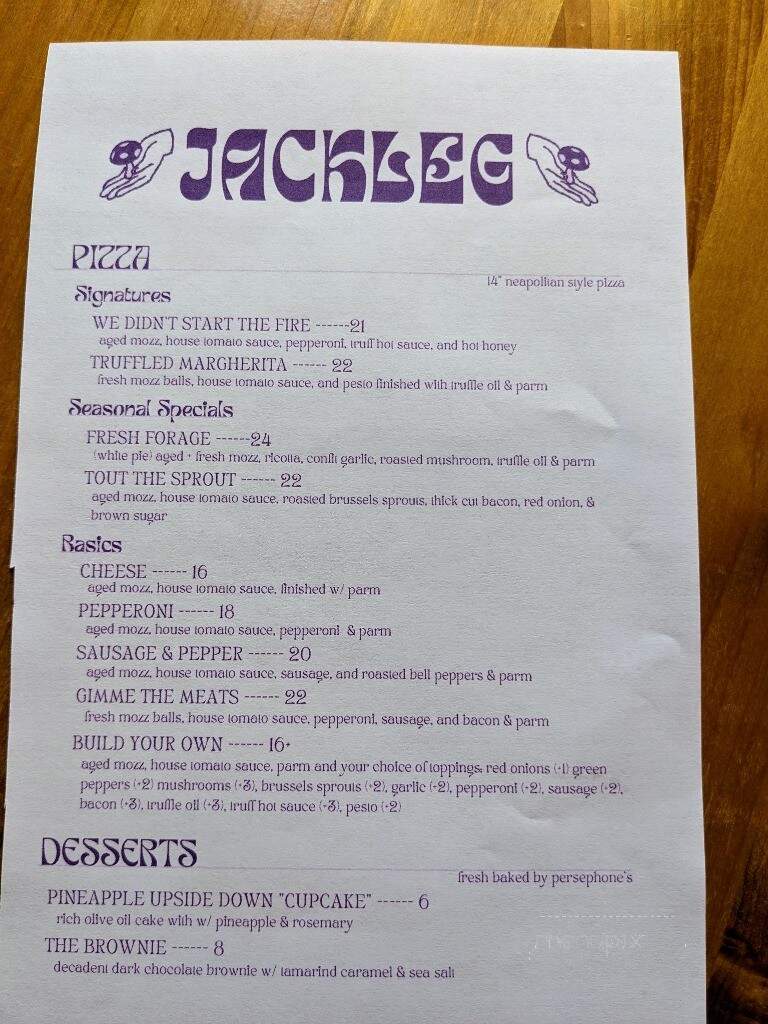 JACKLEG
PIZZA
14" neapolitan style pizza
Signatures
WE DIDN'T START THE FIRE ------21
aged mozz, house tomato sauce, pepperoni, truff hot sauce, and hot honey
TRUFFLED MARGHERITA ------ 22
fresh mozz balls, house tomato sauce, and pesto finished with truffle oil & parm
Seasonal Specials
FRESH FORAGE ------24
(white pie) aged + fresh mozz, ricotta, confit garlic, roasted mushroom, truffle oil & parm
TOUT THE SPROUT ------ 22
aged mozz, house tomato sauce, roasted brussels sprouts, thick cut bacon, red onion, &
brown sugar
Basics
CHEESE ------ 16
aged mozz, house tomato sauce, finished w/ parm
PEPPERONI ------ 18
aged mozz, house tomato sauce, pepperoni & parm
SAUSAGE & PEPPER ------ 20
aged mozz, house tomato sauce, sausage, and roasted bell peppers & parm
GIMME THE MEATS ------ 22
fresh mozz balls, house tomato sauce, pepperoni, sausage, and bacon & parm
BUILD YOUR OWN ------ 16+
aged mozz, house tomato sauce, parm and your choice of toppings: red onions (+1) green
peppers (+2) mushrooms (+3), brussels sprouts (+2), garlic (+2), pepperoni (+2), sausage (+2),
bacon (+3), truffle oil (+3), truff hot sauce (+3), pesto (+2)
DESSERTS
fresh baked by persephone's
PINEAPPLE UPSIDE DOWN "CUPCAKE" ------ 6
rich olive oil cake with w/ pineapple & rosemary
THE BROWNIE ------ 8
decadent dark chocolate brownie w/ tamarind caramel & sea salt